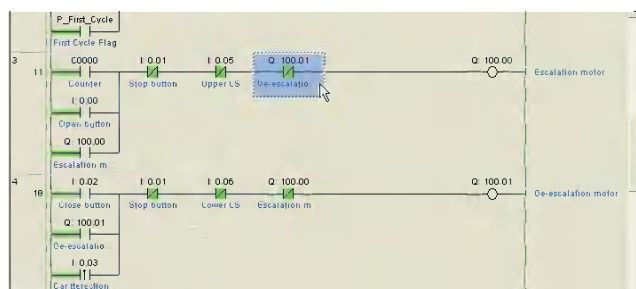 P_First_Cycle
First Cycle Flag
3
11
C0000
I: 0.01
I: 0.05
Q: 100.01
Q: 100.00
Counter
Stop button
Upper LS
De-escalatio
Escalation motor
I: 0.00
Open button
Q: 100.00
Escalation m
4
18
I: 0.02
I: 0.01
I: 0.06
Q: 100.00
Q: 100.01
Close button
Stop button
Lower LS
Escalation m
De-escalation motor
Q: 100.01
De-escalatio
I: 0.03
Car detection